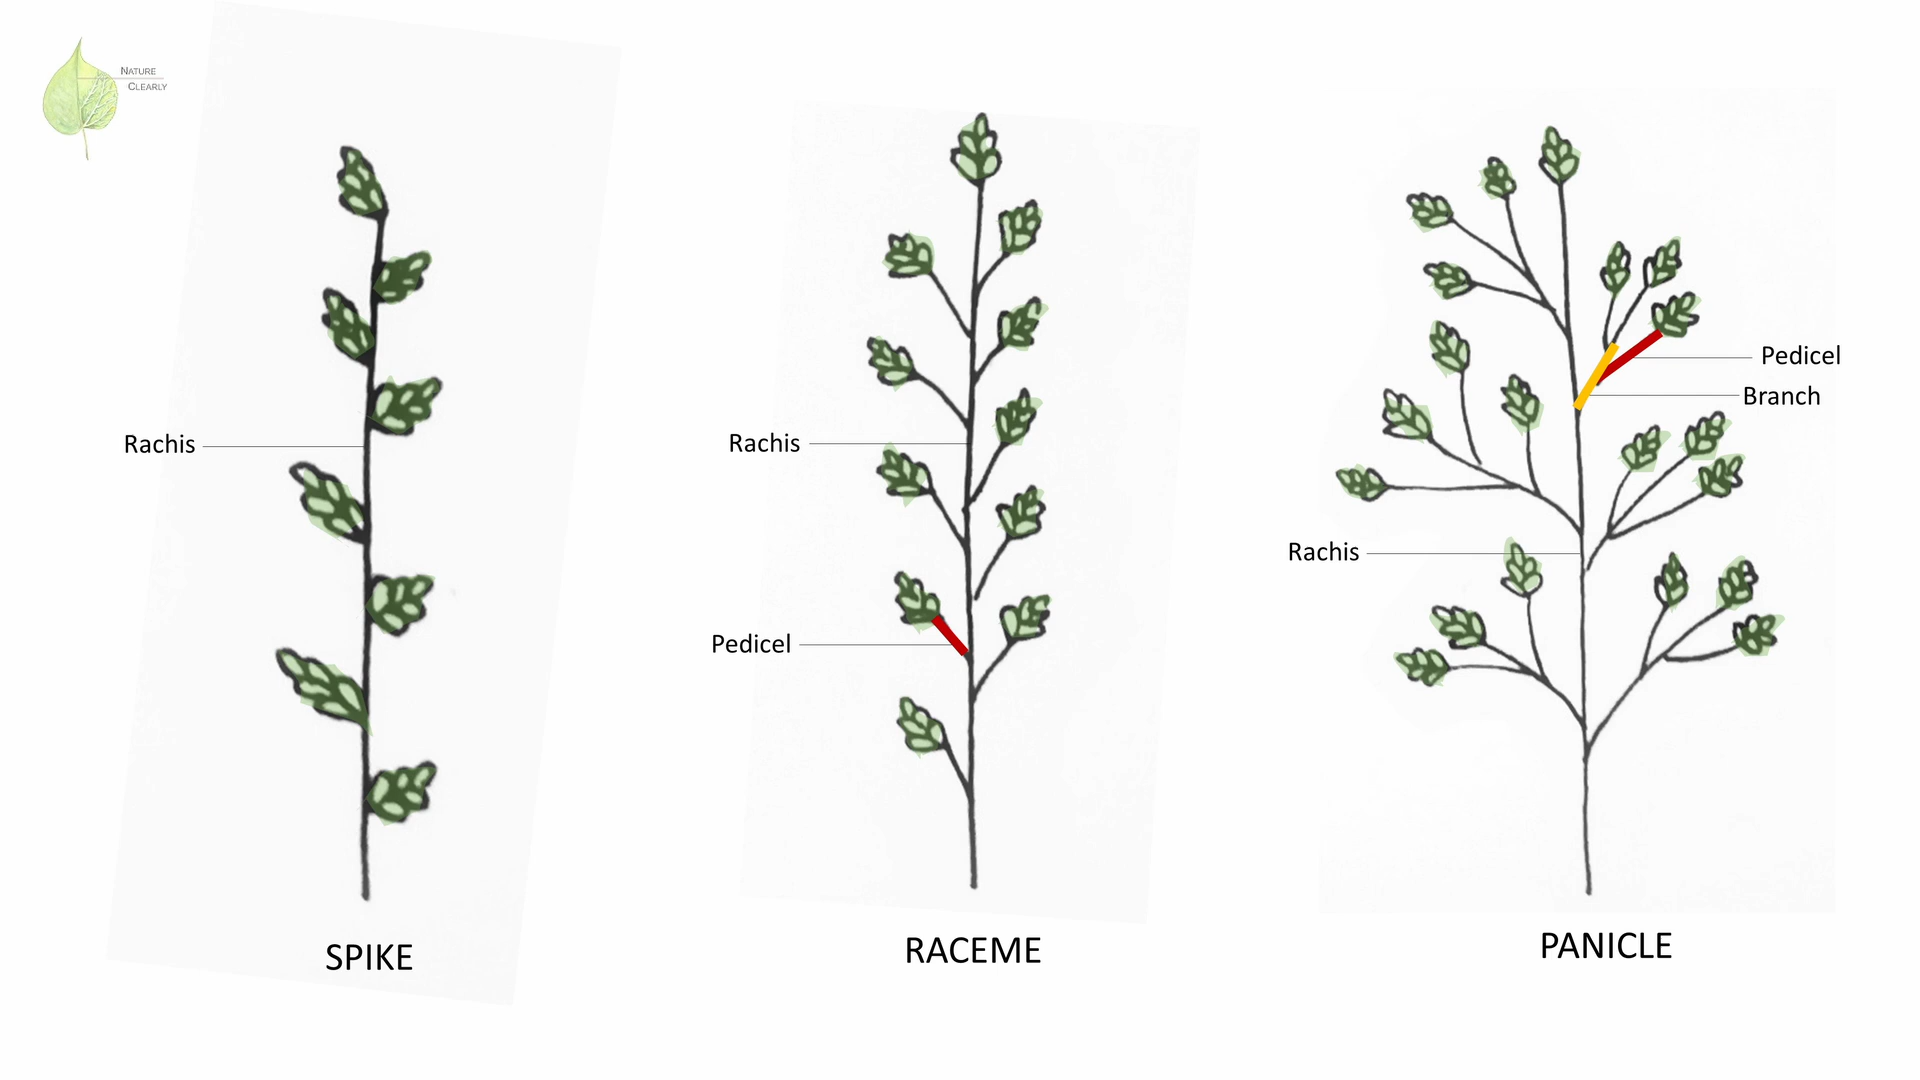 NATURE
CLEARLY
Rachis
SPIKE
Rachis
Pedicel
RACEME
Pedicel
Branch
Rachis
PANICLE